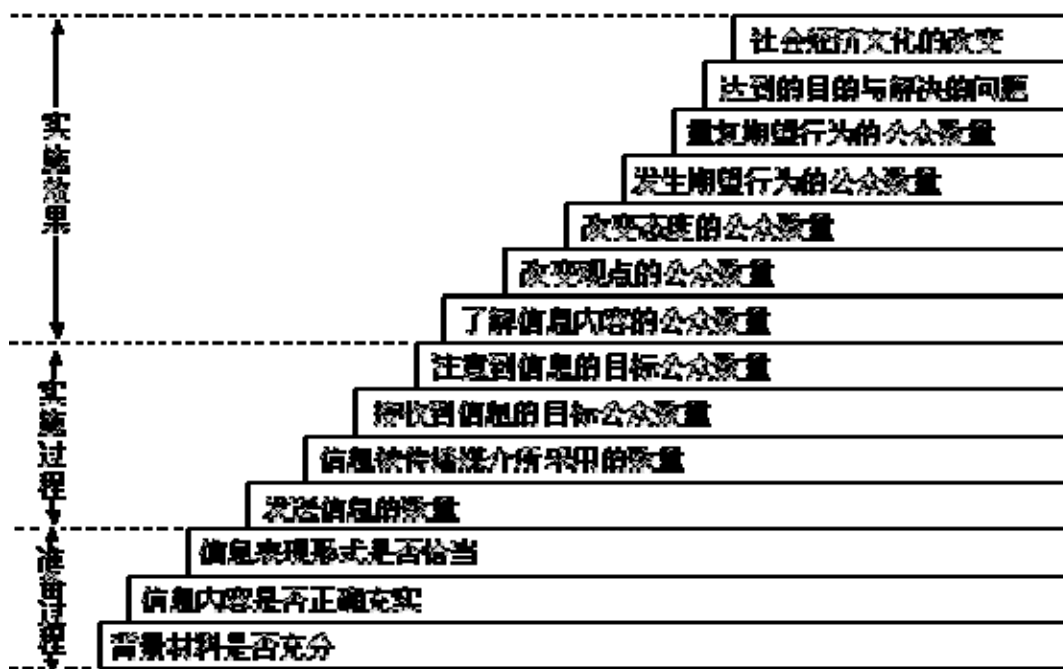 社会经济文化的改变
达到的目的与解决的问题
重复期望行为的公众数量
发生期望行为的公众数量
改变态度的公众数量
改变观点的公众数量
了解信息内容的公众数量
实施效果
注意到信息的目标公众数量
接收到信息的目标公众数量
信息被传播媒介所采用的数量
发送信息的数量
实施过程
信息表现形式是否恰当
信息内容是否正确充实
背景材料是否充分
准备过程